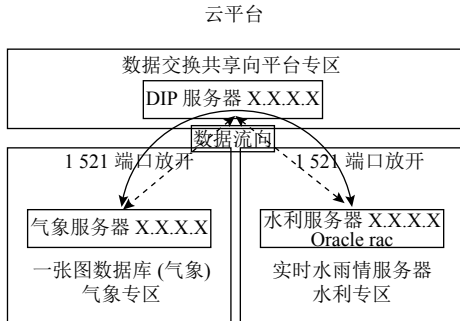 云平台
数据交换共享向平台专区
DIP 服务器 X.X.X.X
数据流向
1 521 端口放开
1 521 端口放开
气象服务器 X.X.X.X
水利服务器 X.X.X.X
Oracle rac
一张图数据库 (气象)
气象专区
实时水雨情服务器
水利专区